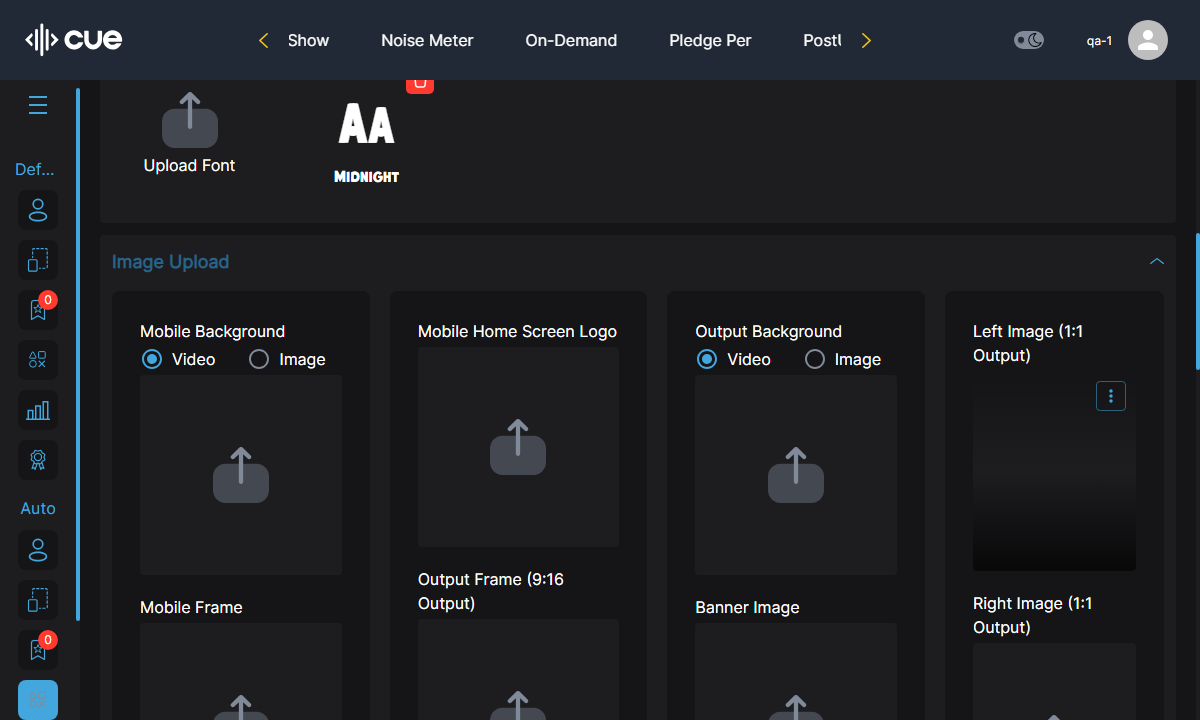 cue
Show
Noise Meter
On-Demand
Pledge Per
qa-1
Def...
0
Auto
0
Upload Font
AA
MIDNIGHT
Image Upload
Mobile Background
Video
Image
Mobile Frame
Mobile Home Screen Logo
Output Frame (9:16
Output)
Output Background
Video
Image
Banner Image
Left Image (1:1
Output)
Right Image (1:1
Output)